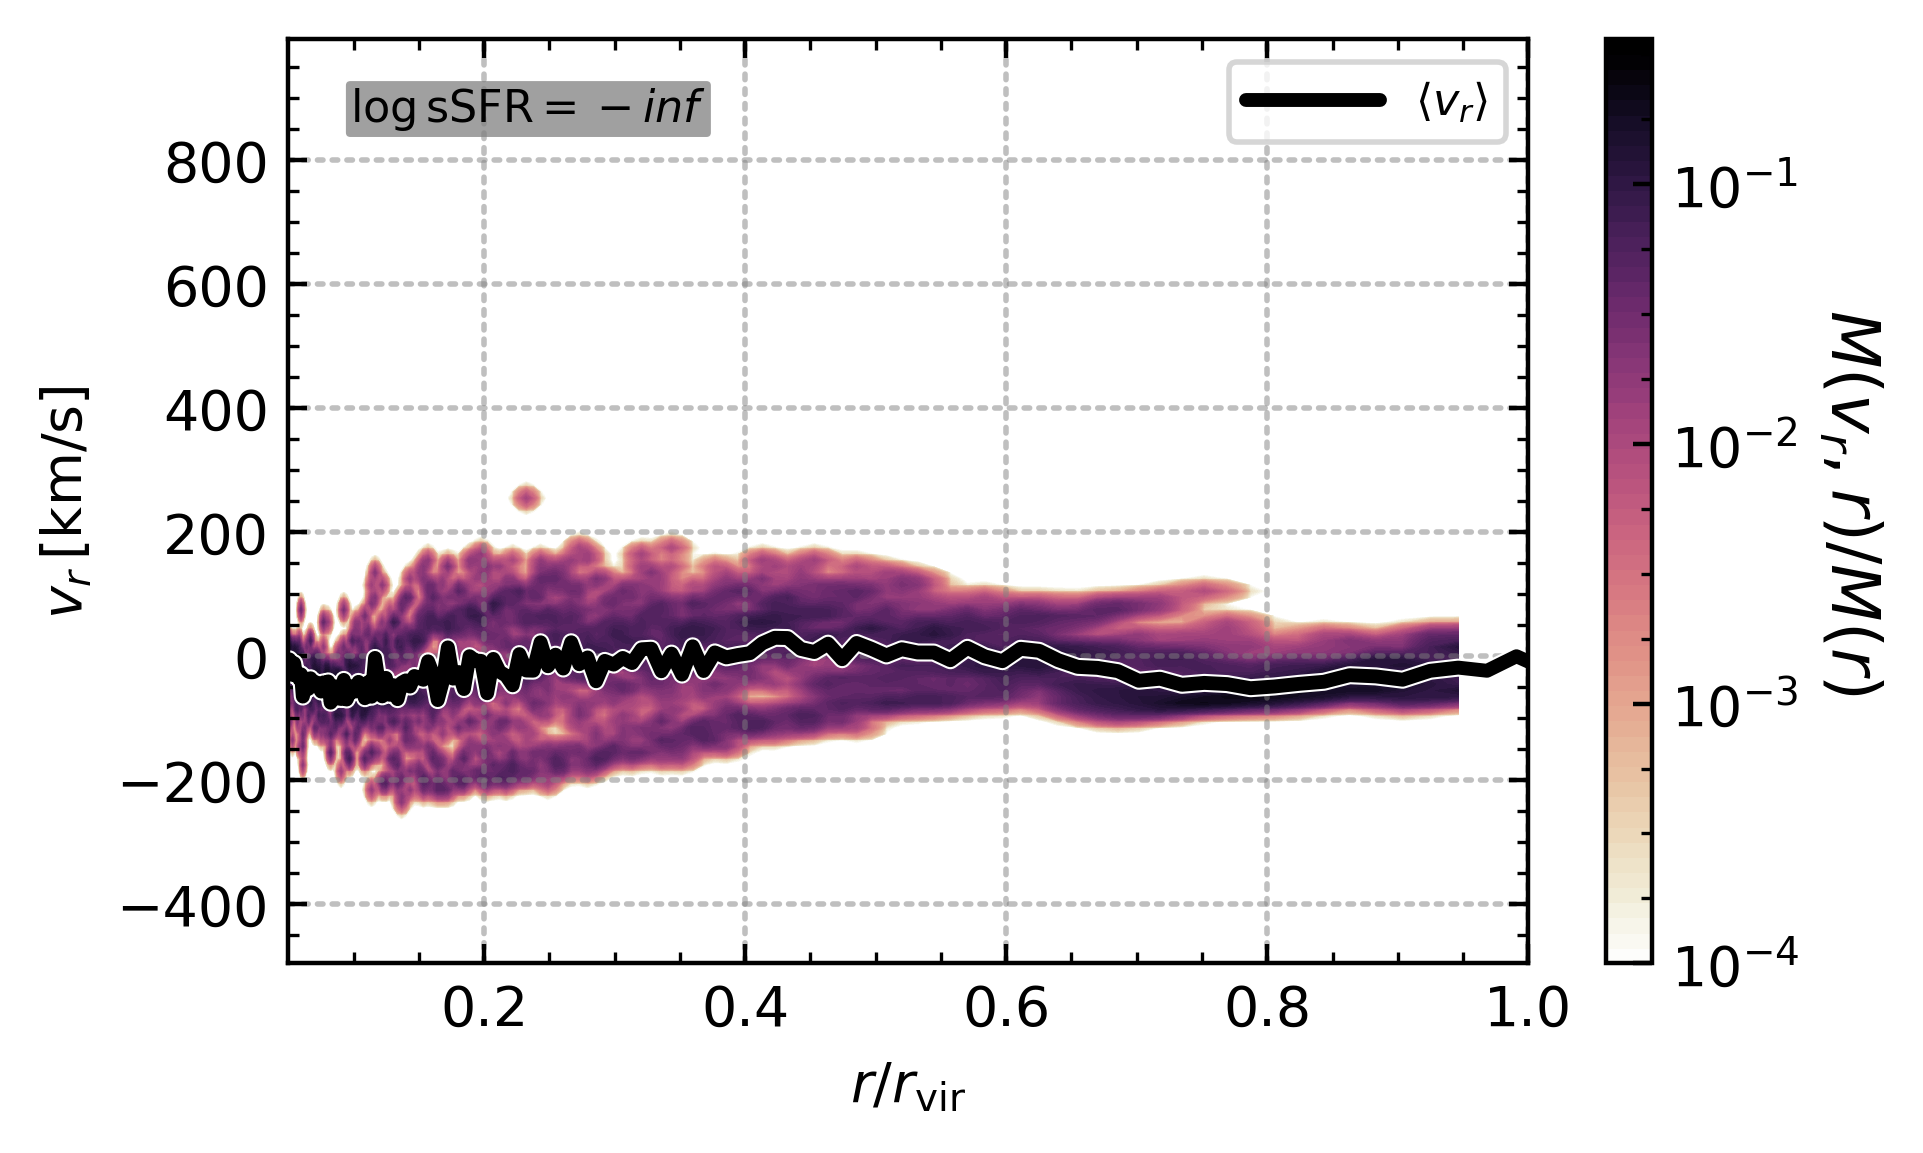 log sSFR = −inf
⟨v_r⟩
800
600
400
200
0
−200
−400
v_r [km/s]
0.2 0.4 0.6 0.8 1.0
r/r_vir
10^{−1}
10^{−2}
10^{−3}
10^{−4}
M(v_r, r)/M(r)